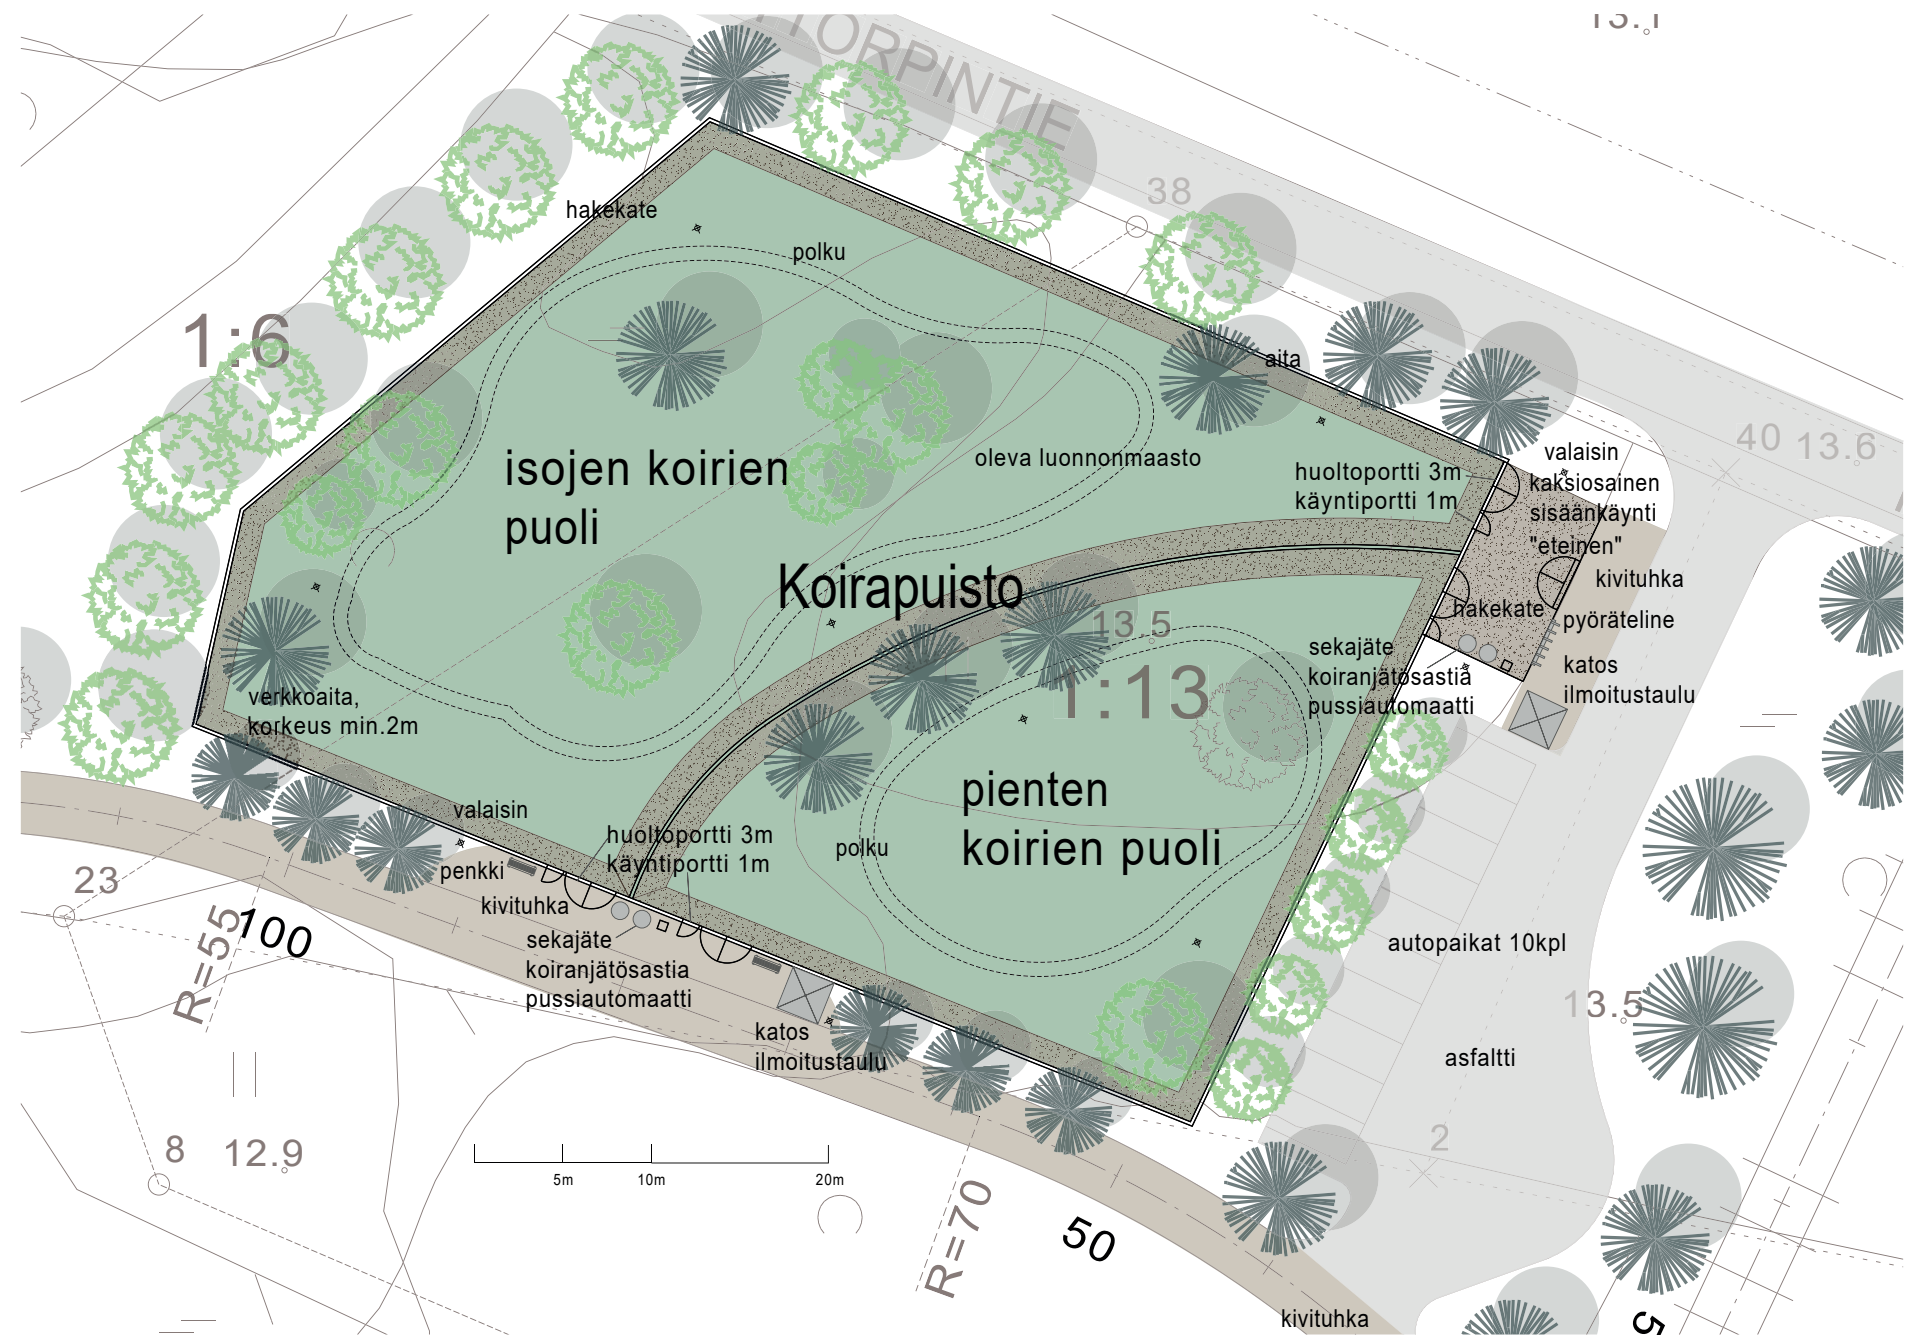 13.1
TORPINTIE
38
hakekate
polku
1:6
aita
40 13.6
valaisin
kaksiosainen
sisäänkäynti
"eteinen"
isojen koirien
puoli
oleva luonnonmaasto
huoltoportti 3m
käyntiportti 1m
kivituhka
Koirapuisto
hakekate
pyöräteline
13.5
1:13
sekajäte
koiranjätösastia
pussiautomaatti
katos
ilmoitustaulu
verkkoaita,
korkeus min.2m
pienten
koirien puoli
valaisin
huoltoportti 3m
käyntiportti 1m
polku
penkki
kivituhka
23
R=55
100
sekajäte
koiranjätösastia
pussiautomaatti
autopaikat 10kpl
13.5
katos
ilmoitustaulu
asfaltti
8
12.9
2
5m
10m
20m
R=70
50
kivituhka
5